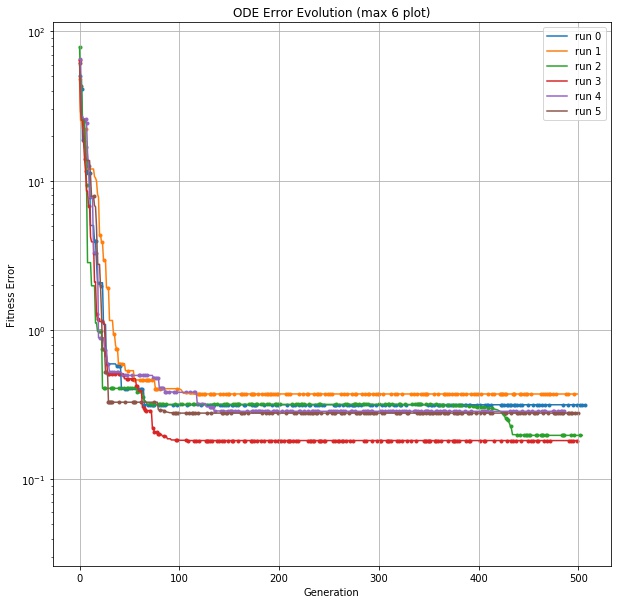 ODE Error Evolution (max 6 plot)
run 0
run 1
run 2
run 3
run 4
run 5
10²
10¹
10⁰
10⁻¹
Fitness Error
0 100 200 300 400 500
Generation